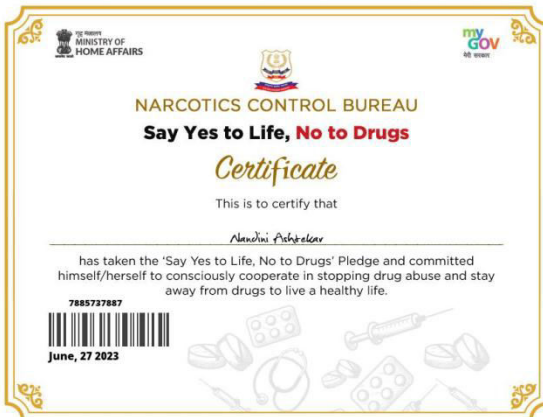 गृह मंत्रालय
MINISTRY OF
HOME AFFAIRS
my
GOV
मेरी सरकार
NARCOTICS CONTROL BUREAU
Say Yes to Life, No to Drugs
Certificate
This is to certify that
Nandini Ashtekar
has taken the ‘Say Yes to Life, No to Drugs’ Pledge and committed
himself/herself to consciously cooperate in stopping drug abuse and stay
away from drugs to live a healthy life.
7885737887
June, 27 2023